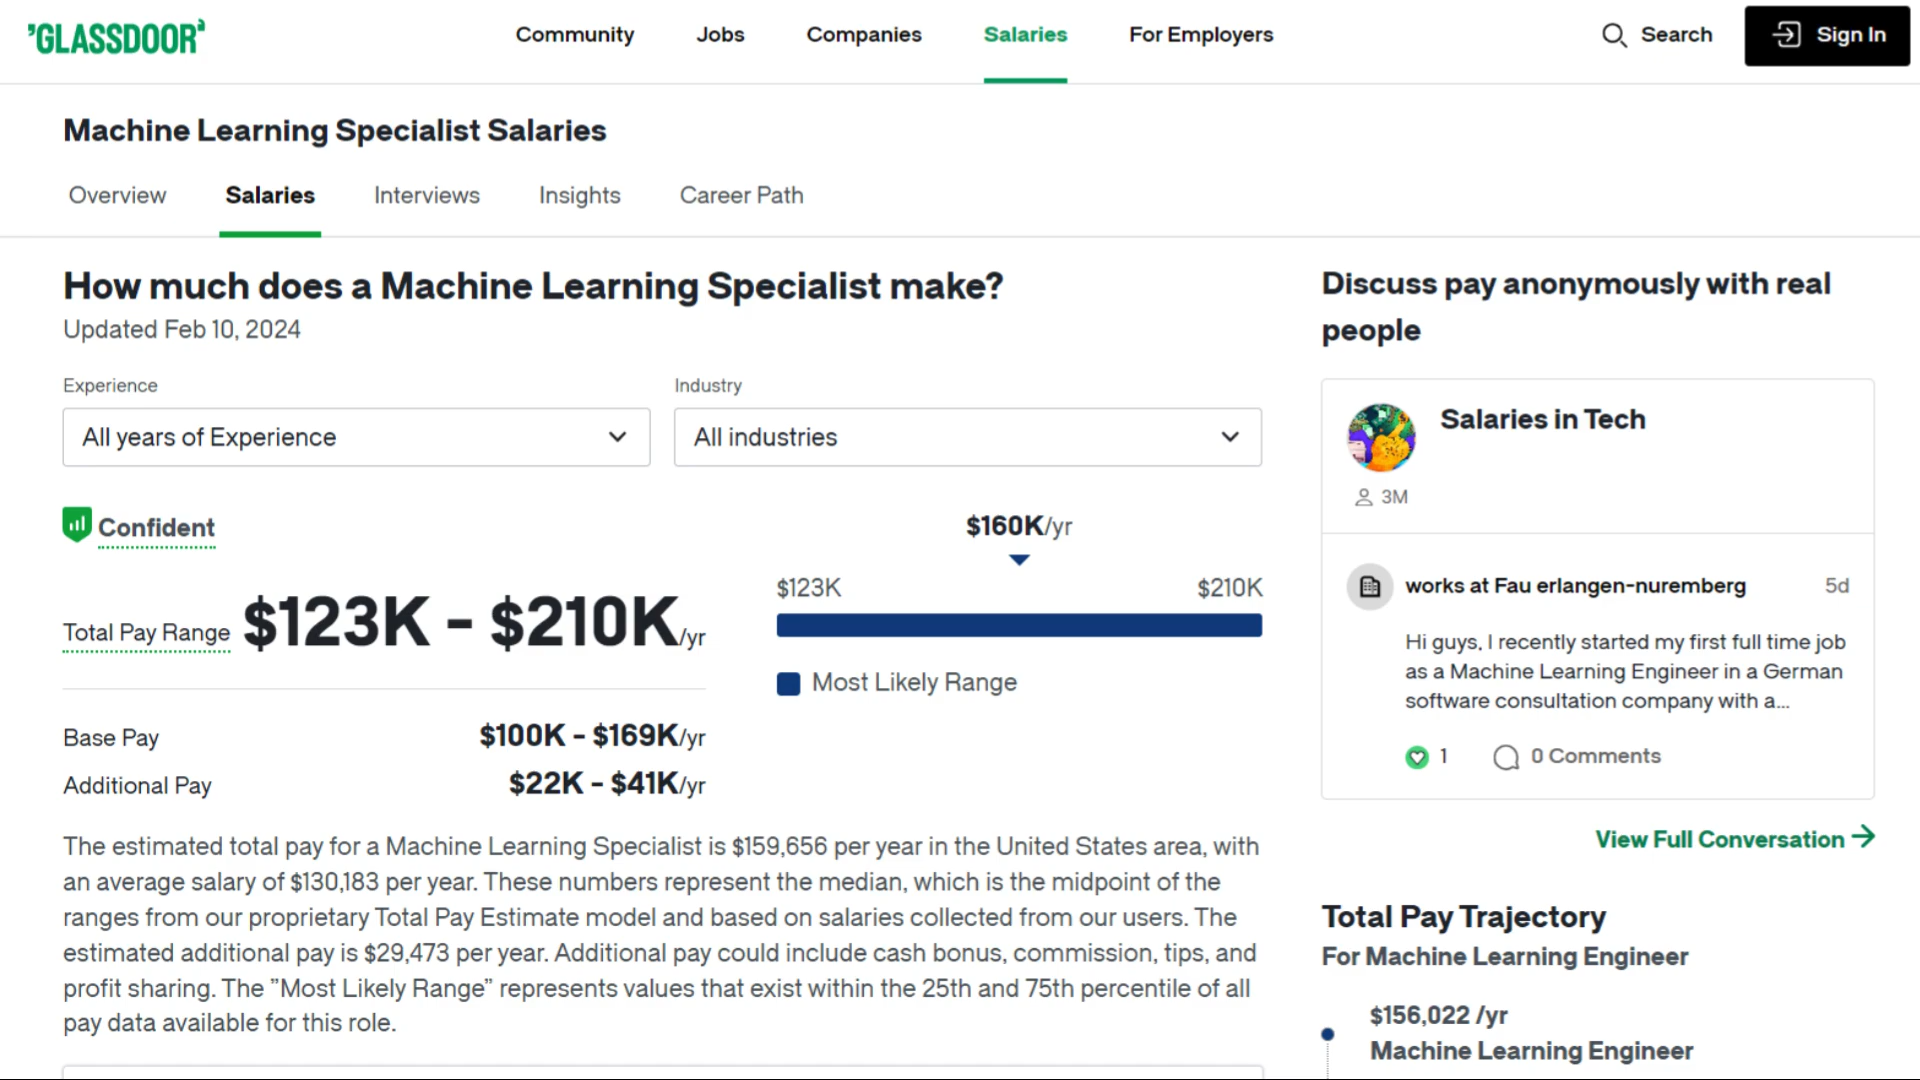 GLASSDOOR
Community Jobs Companies Salaries For Employers Search Sign In
Machine Learning Specialist Salaries
Overview Salaries Interviews Insights Career Path
How much does a Machine Learning Specialist make?
Updated Feb 10, 2024
Experience
All years of Experience
Industry
All industries
Confident
Total Pay Range $123K - $210K/yr
Base Pay $100K - $169K/yr
Additional Pay $22K - $41K/yr
$160K/yr
$123K $210K
Most Likely Range
The estimated total pay for a Machine Learning Specialist is $159,656 per year in the United States area, with
an average salary of $130,183 per year. These numbers represent the median, which is the midpoint of the
ranges from our proprietary Total Pay Estimate model and based on salaries collected from our users. The
estimated additional pay is $29,473 per year. Additional pay could include cash bonus, commission, tips, and
profit sharing. The ”Most Likely Range” represents values that exist within the 25th and 75th percentile of all
pay data available for this role.
Discuss pay anonymously with real
people
Salaries in Tech
3M
works at Fau erlangen-nuremberg 5d
Hi guys, I recently started my first full time job
as a Machine Learning Engineer in a German
software consultation company with a...
1 0 Comments
View Full Conversation
Total Pay Trajectory
For Machine Learning Engineer
$156,022 /yr
Machine Learning Engineer